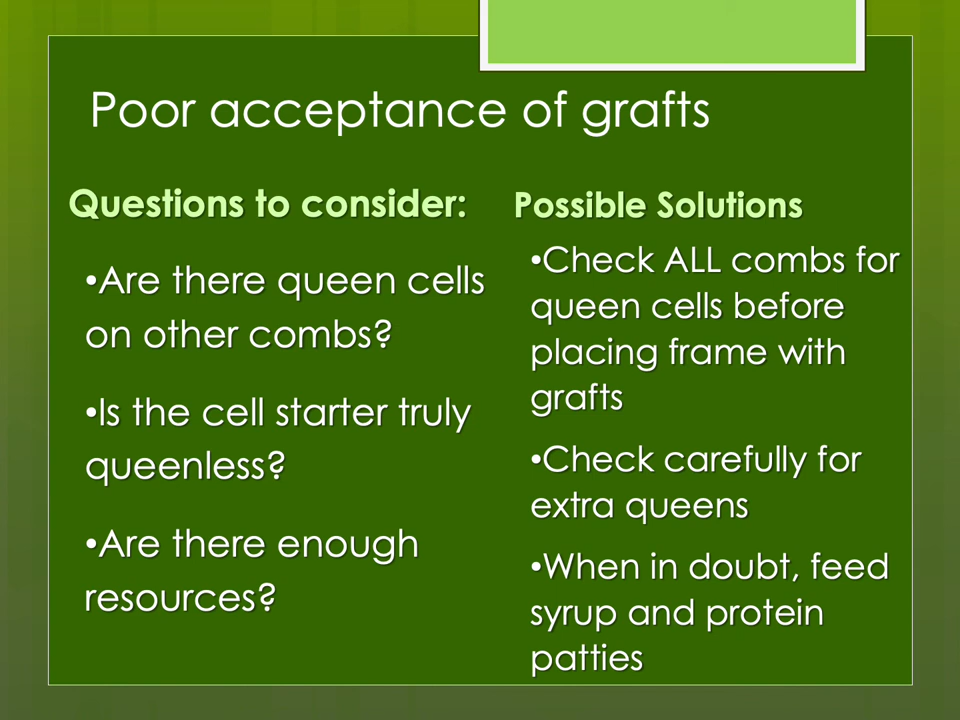 Poor acceptance of grafts
Questions to consider:
•Are there queen cells
on other combs?
•Is the cell starter truly
queenless?
•Are there enough
resources?
Possible Solutions
•Check ALL combs for
queen cells before
placing frame with
grafts
•Check carefully for
extra queens
•When in doubt, feed
syrup and protein
patties